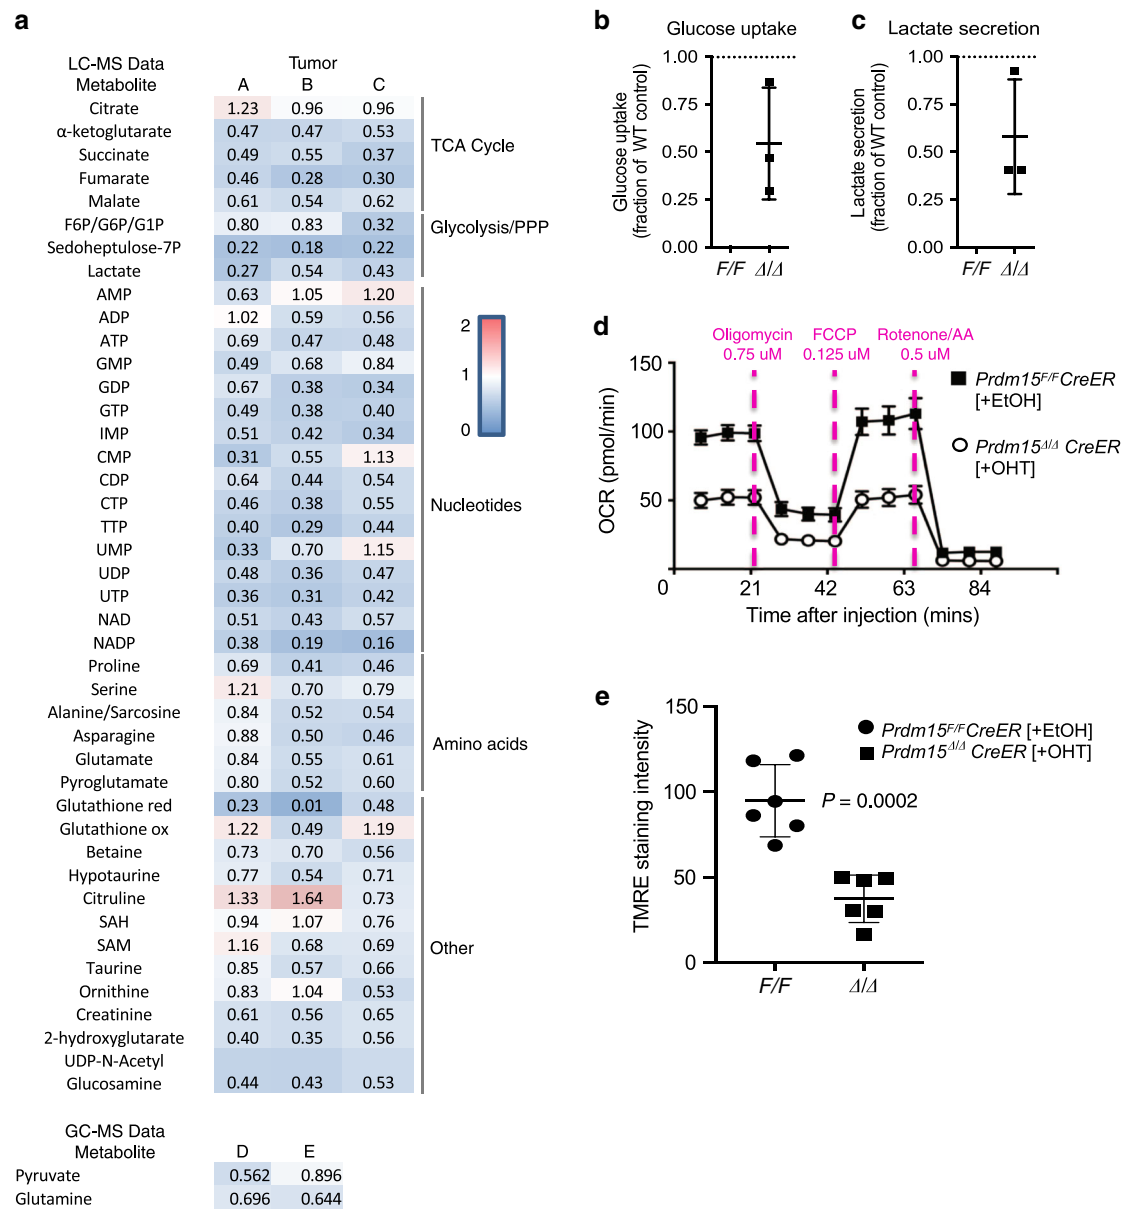 a
LC-MS Data Tumor
Metabolite A B C
Citrate 1.23 0.96 0.96
α-ketoglutarate 0.47 0.47 0.53
Succinate 0.49 0.55 0.37
Fumarate 0.46 0.28 0.30
Malate 0.61 0.54 0.62
TCA Cycle
F6P/G6P/G1P 0.80 0.83 0.32
Sedoheptulose-7P 0.22 0.18 0.22
Lactate 0.27 0.54 0.43
Glycolysis/PPP
AMP 0.63 1.05 1.20
ADP 1.02 0.59 0.56
ATP 0.69 0.47 0.48
GMP 0.49 0.68 0.84
GDP 0.67 0.38 0.34
GTP 0.49 0.38 0.40
IMP 0.51 0.42 0.34
CMP 0.31 0.55 1.13
CDP 0.64 0.44 0.54
CTP 0.46 0.38 0.55
TTP 0.40 0.29 0.44
UMP 0.33 0.70 1.15
UDP 0.48 0.36 0.47
UTP 0.36 0.31 0.42
NAD 0.51 0.43 0.57
NADP 0.38 0.19 0.16
Nucleotides
Proline 0.69 0.41 0.46
Serine 1.21 0.70 0.79
Alanine/Sarcosine 0.84 0.52 0.54
Asparagine 0.88 0.50 0.46
Glutamate 0.84 0.55 0.61
Pyroglutamate 0.80 0.52 0.60
Amino acids
Glutathione red 0.23 0.01 0.48
Glutathione ox 1.22 0.49 1.19
Betaine 0.73 0.70 0.56
Hypotaurine 0.77 0.54 0.71
Citruline 1.33 1.64 0.73
SAH 0.94 1.07 0.76
SAM 1.16 0.68 0.69
Taurine 0.85 0.57 0.66
Ornithine 0.83 1.04 0.53
Creatinine 0.61 0.56 0.65
2-hydroxyglutarate 0.40 0.35 0.56
UDP-N-Acetyl
Glucosamine 0.44 0.43 0.53
Other
2
1
0
GC-MS Data
Metabolite D E
Pyruvate 0.562 0.896
Glutamine 0.696 0.644
b
Glucose uptake
Glucose uptake
(fraction of WT control)
1.00
0.75
0.50
0.25
0.00
F/F Δ/Δ
c
Lactate secretion
Lactate secretion
(fraction of WT control)
1.00
0.75
0.50
0.25
0.00
F/F Δ/Δ
d
Oligomycin FCCP Rotenone/AA
0.75 uM 0.125 uM 0.5 uM
OCR (pmol/min)
150
100
50
0 21 42 63 84
Time after injection (mins)
Prdm15F/FCreER
[+EtOH]
Prdm15Δ/Δ CreER
[+OHT]
e
TMRE staining intensity
150
100
50
0
F/F Δ/Δ
Prdm15F/FCreER [+EtOH]
Prdm15Δ/Δ CreER [+OHT]
P = 0.0002